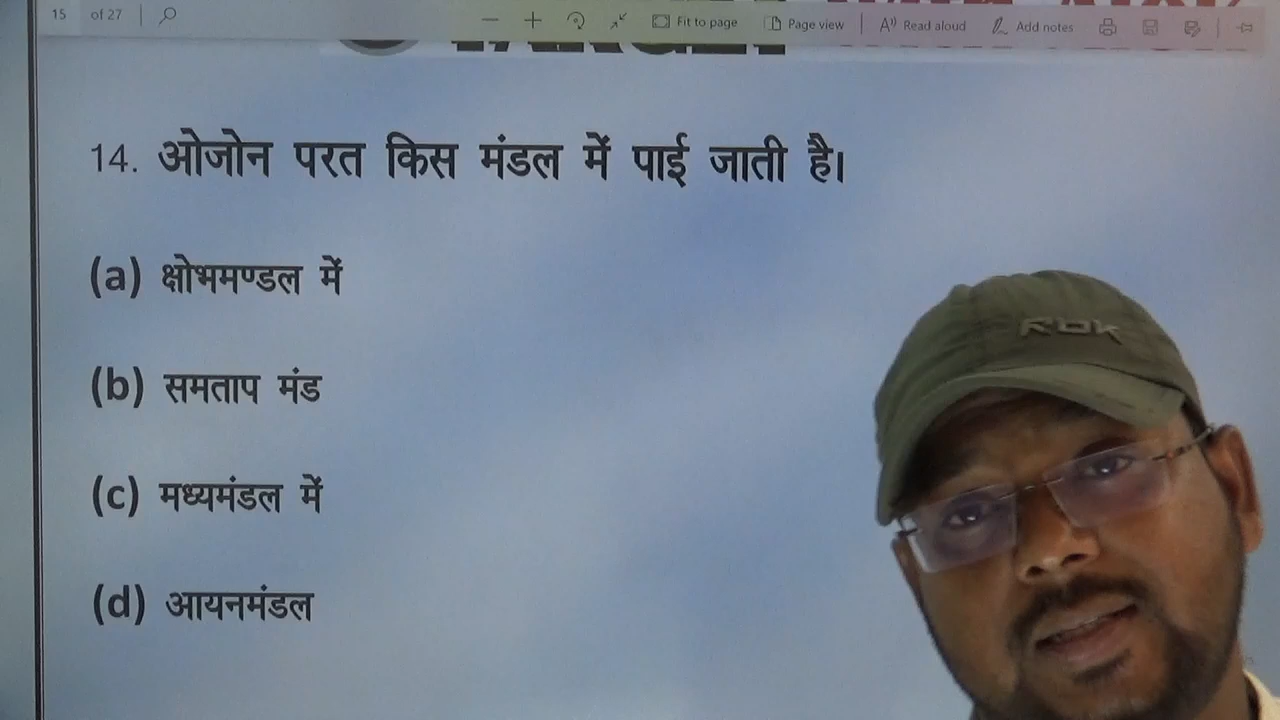 15 of 27 Fit to page Page view Read aloud Add notes
14. ओजोन परत किस मंडल में पाई जाती है।
(a) क्षोभमण्डल में
(b) समताप मंड
(c) मध्यमंडल में
(d) आयनमंडल